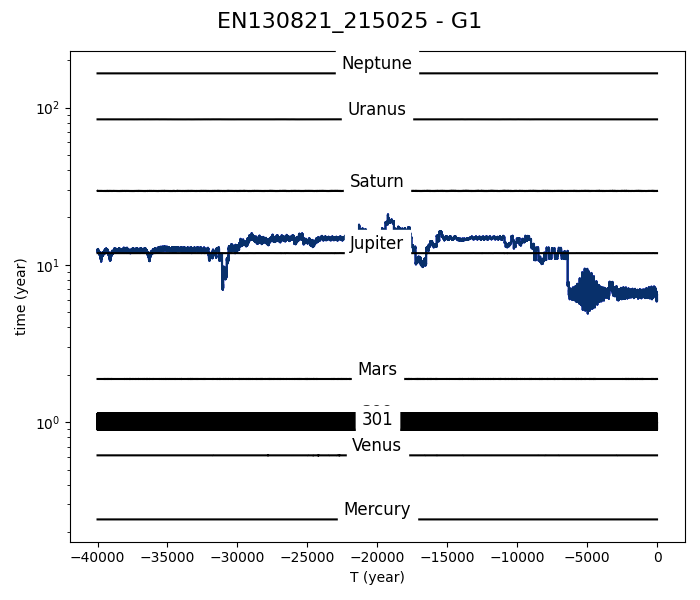 EN130821_215025 - G1
Neptune
10²
Uranus
Saturn
Jupiter
10¹
time (year)
Mars
301
10⁰
Venus
Mercury
−40000 −35000 −30000 −25000 −20000 −15000 −10000 −5000 0
T (year)